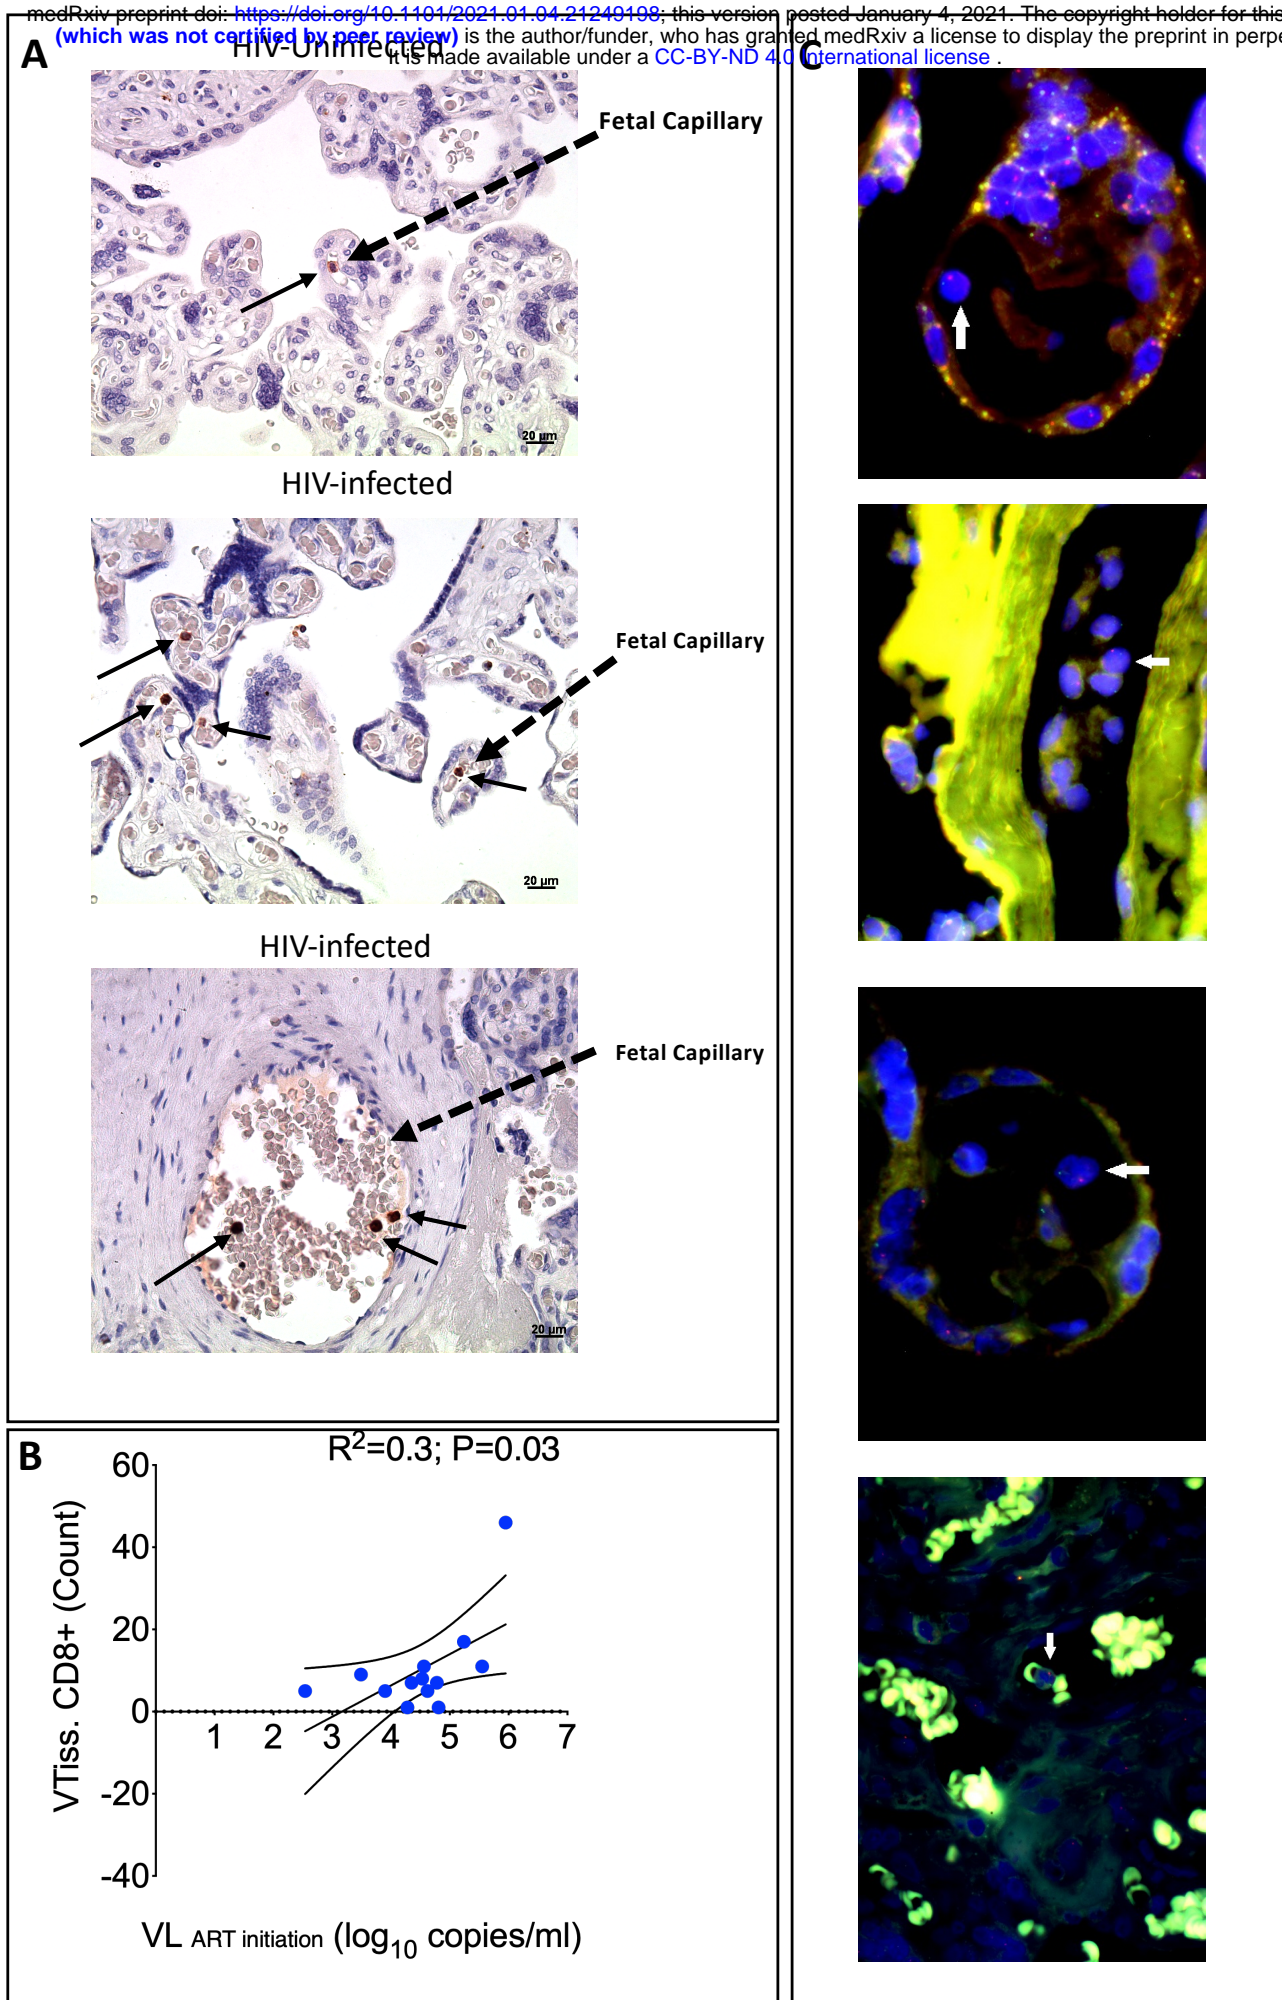 medRxiv preprint doi: https://doi.org/10.1101/2021.01.04.21249198; this version posted January 4, 2021. The copyright holder for this
(which was not certified by peer review) is the author/funder, who has granted medRxiv a license to display the preprint in
It is made available under a CC-BY-ND 4.0 International license .
A
HIV-Uninfected
Fetal Capillary
20 µm
HIV-infected
Fetal Capillary
20 µm
HIV-infected
Fetal Capillary
20 µm
B
R2=0.3; P=0.03
60
40
20
0
-20
-40
1 2 3 4 5 6 7
VTiss. CD8+ (Count)
VL ART initiation (log10 copies/ml)
C